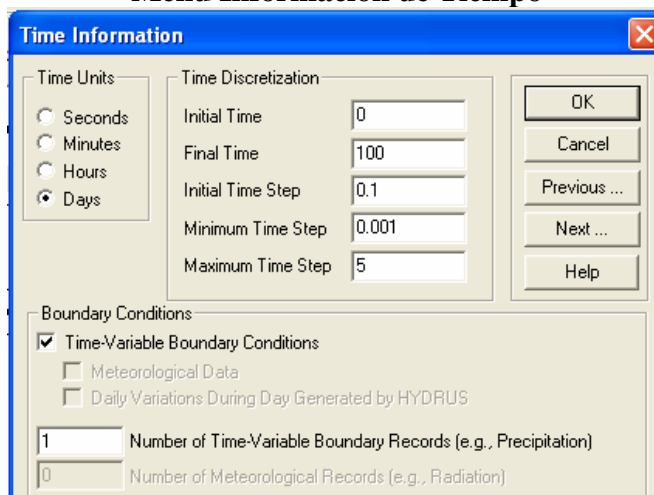 Menú Información de Tiempo
Time Information
Time Units
Seconds
Minutes
Hours
Days
Time Discretization
Initial Time 0
Final Time 100
Initial Time Step 0.1
Minimum Time Step 0.001
Maximum Time Step 5
OK
Cancel
Previous ...
Next ...
Help
Boundary Conditions
Time-Variable Boundary Conditions
Meteorological Data
Daily Variations During Day Generated by HYDRUS
1 Number of Time-Variable Boundary Records (e.g., Precipitation)
0 Number of Meteorological Records (e.g., Radiation)